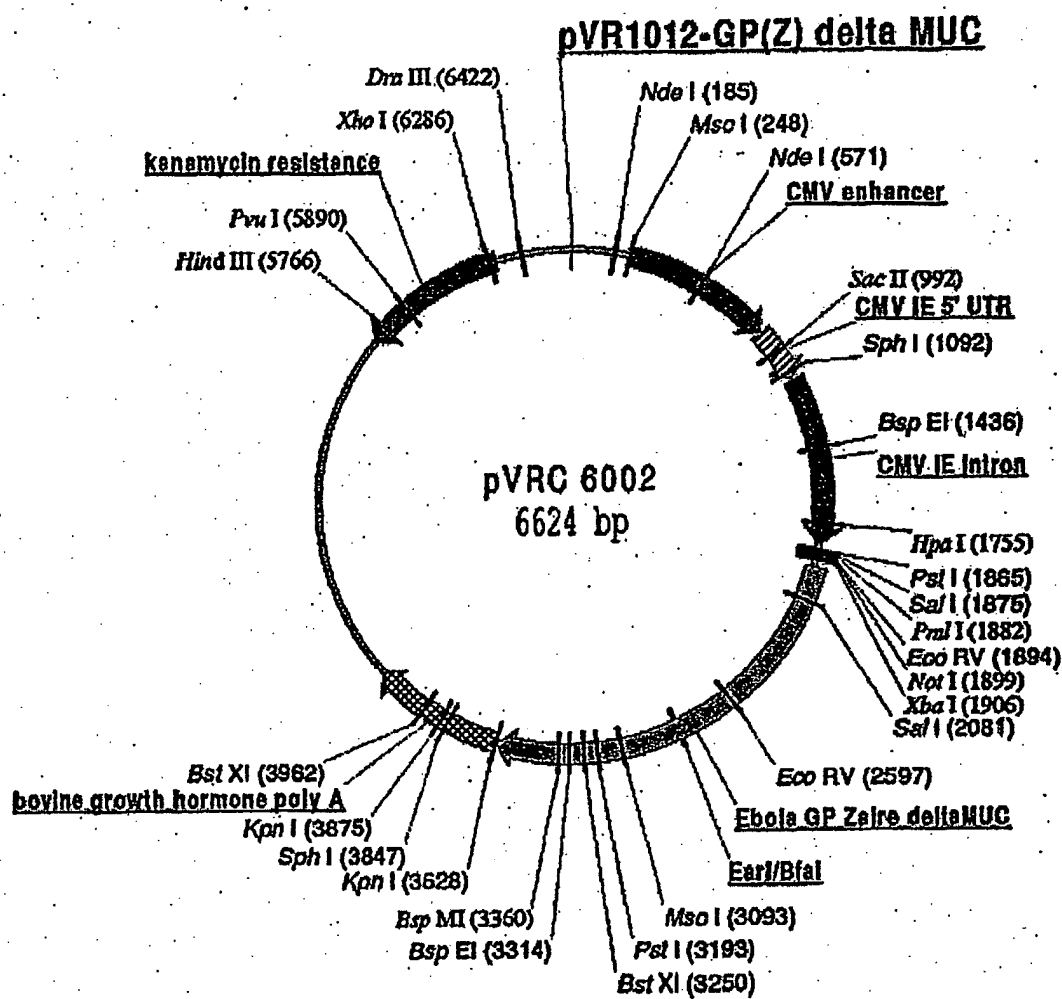 pVR1012-GP(Z) delta MUC
Dra III (6422)
Xho I (6286)
kanamycin resistance
Pvu I (5890)
Hind III (5766)
Nde I (185)
Msc I (248)
Nde I (571)
CMV enhancer
Sac II (992)
CMV IE 5' UTR
Sph I (1092)
Bsp EI (1436)
CMV IE Intron
pVRC 6002
6624 bp
Hpa I (1755)
Pst I (1865)
Sal I (1875)
Pml I (1882)
Eco RV (1894)
Not I (1899)
Xba I (1906)
Sal I (2081)
Eco RV (2597)
Ebola GP Zaire deltaMUC
EarI/BfaI
Msc I (3093)
Pst I (3193)
Bst XI (3250)
Bst XI (3962)
bovine growth hormone poly A
Kpn I (3875)
Sph I (3847)
Kpn I (3628)
Bsp MI (3360)
Bsp EI (3314)